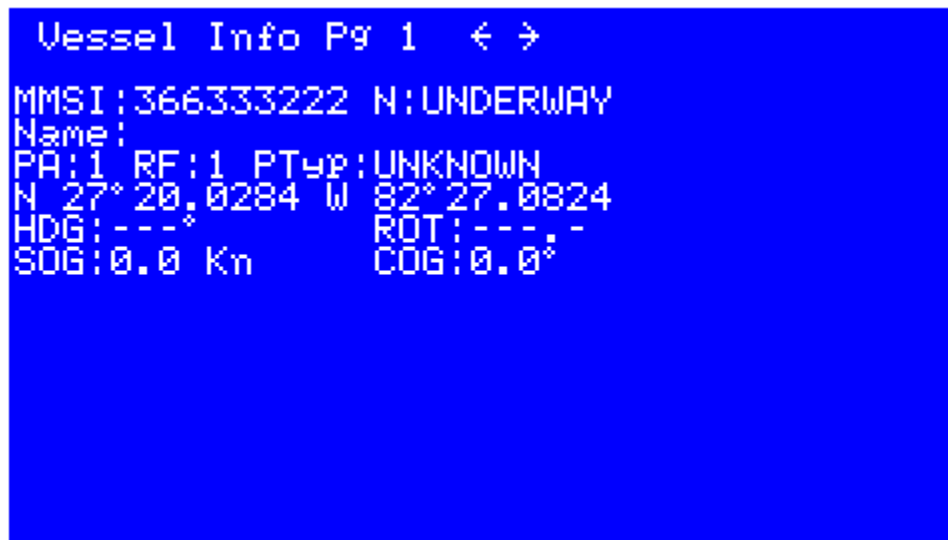 Vessel Info Pg 1 ← →
MMSI:366333222 N:UNDERWAY
Name:
PA:1 RF:1 PTyp:UNKNOWN
N 27°20.0284 W 82°27.0824
HDG:---° ROT:---.-
SOG:0.0 Kn COG:0.0°